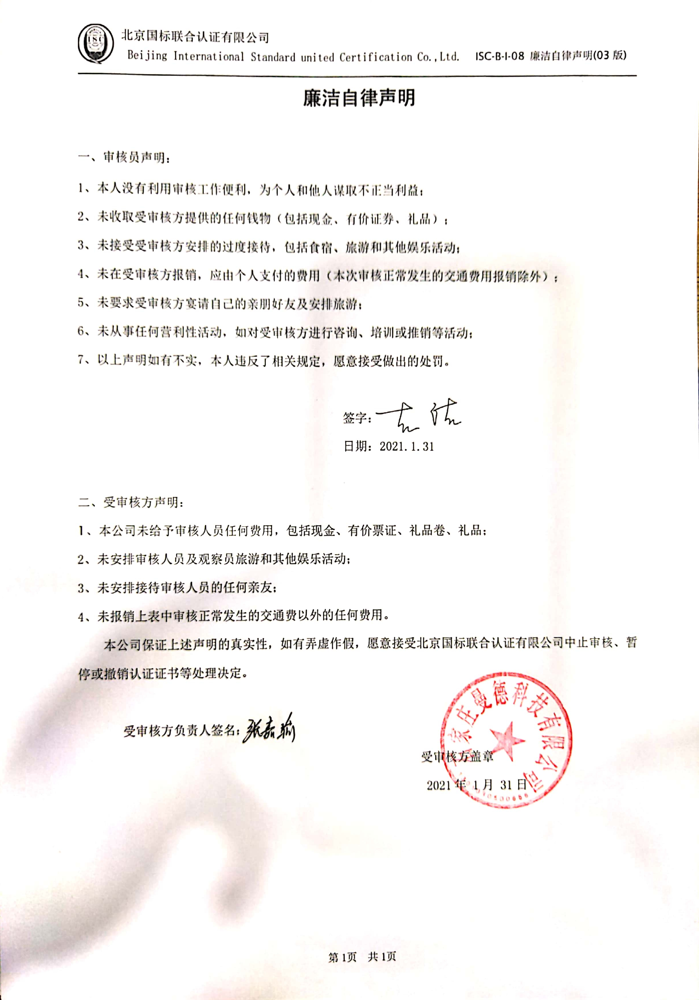 ISC
北京国标联合认证有限公司
Beijing International Standard united Certification Co.,Ltd. ISC-B-I-08 廉洁自律声明(03 版)
廉洁自律声明
一、审核员声明：
1、本人没有利用审核工作便利，为个人和他人谋取不正当利益；
2、未收取受审核方提供的任何钱物（包括现金、有价证券、礼品）；
3、未接受受审核方安排的过度接待，包括食宿、旅游和其他娱乐活动；
4、未在受审核方报销，应由个人支付的费用（本次审核正常发生的交通费用报销除外）；
5、未要求受审核方宴请自己的亲朋好友及安排旅游；
6、未从事任何营利性活动，如对受审核方进行咨询、培训或推销等活动；
7、以上声明如有不实，本人违反了相关规定，愿意接受做出的处罚。
签字：吉洁
日期：2021.1.31
二、受审核方声明：
1、本公司未给予审核人员任何费用，包括现金、有价票证、礼品卷、礼品；
2、未安排审核人员及观察员旅游和其他娱乐活动；
3、未安排接待审核人员的任何亲友；
4、未报销上表中审核正常发生的交通费以外的任何费用。
本公司保证上述声明的真实性，如有弄虚作假，愿意接受北京国标联合认证有限公司中止审核、暂
停或撤销认证证书等处理决定。
受审核方负责人签名：张嘉瑜
家庄曼德科技有限公司
受审核方盖章
2021 年 1 月 31 日
第 1页 共 1页